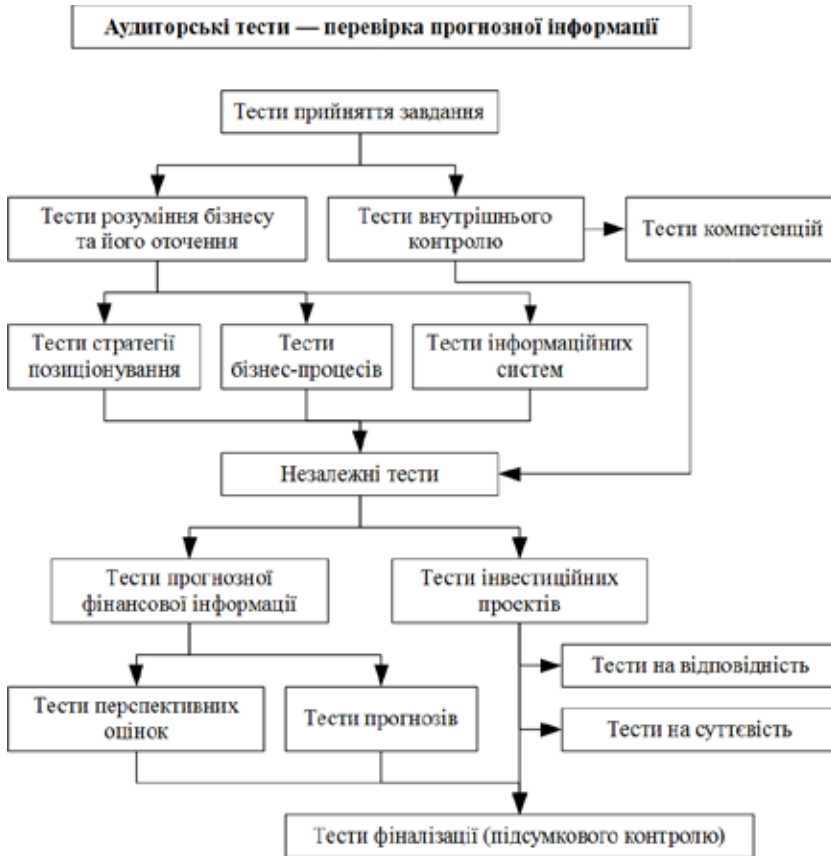 Аудиторські тести — перевірка прогнозної інформації
Тести прийняття завдання
Тести розуміння бізнесу
та його оточення
Тести внутрішнього
контролю
Тести компетенцій
Тести стратегії
позиціонування
Тести
бізнес-процесів
Тести інформаційних
систем
Незалежні тести
Тести прогнозної
фінансової інформації
Тести інвестиційних
проєктів
Тести на відповідність
Тести перспективних
оцінок
Тести прогнозів
Тести на суттєвість
Тести фіналізації (підсумкового контролю)